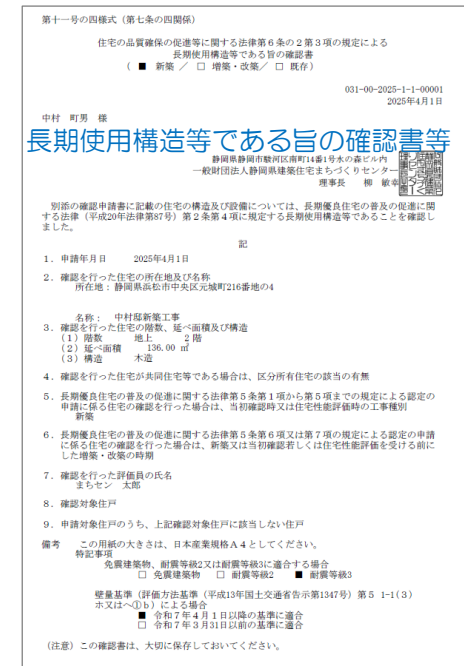 第十一号の四様式（第七条の四関係）
住宅の品質確保の促進等に関する法律第６条の２第３項の規定による
長期使用構造等である旨の確認書
（ ■ 新築 ／ □ 増築・改築／ □ 既存）
031-00-2025-1-1-00001
2025年4月1日
中村 町男 様
長期使用構造等である旨の確認書等
静岡県静岡市駿河区南町14番1号水の森ビル内
一般財団法人静岡県建築住宅まちづくりセンター
理事長 柳 敏幸
別添の確認申請書に記載の住宅の構造及び設備については、長期優良住宅の普及の促進に関
する法律（平成20年法律第87号）第２条第４項に規定する長期使用構造等であることを確認し
ました。
記
１．申請年月日 2025年4月1日
２．確認を行った住宅の所在地及び名称
所在地：静岡県浜松市中央区元城町216番地の4
名称： 中村邸新築工事
３．確認を行った住宅の階数、延べ面積及び構造
（１）階数 地上 2 階
（２）延べ面積 136.00 ㎡
（３）構造 木造
４．確認を行った住宅が共同住宅等である場合は、区分所有住宅の該当の有無
５．長期優良住宅の普及の促進に関する法律第５条第１項から第５項までの規定による認定の
申請に係る住宅の確認を行った場合は、当初確認時又は住宅性能評価時の工事種別
新築
６．長期優良住宅の普及の促進に関する法律第５条第６項又は第７項の規定による認定の申請
に係る住宅の確認を行った場合は、新築又は当初確認若しくは住宅性能評価を受ける前に
した増築・改築の時期
７．確認を行った評価員の氏名
まちセン 太郎
８．確認対象住戸
９．申請対象住戸のうち、上記確認対象住戸に該当しない住戸
備考 この用紙の大きさは、日本産業規格Ａ４としてください。
特記事項
免震建築物、耐震等級2又は耐震等級3に適合する場合
□ 免震建築物 □ 耐震等級2 ■ 耐震等級3
壁量基準（評価方法基準（平成13年国土交通省告示第1347号）第５ 1-1(３)
ホ又はヘ①ｂ）による場合
■ 令和７年４月１日以降の基準に適合
□ 令和７年３月31日以前の基準に適合
（注意）この確認書は、大切に保存しておいてください。